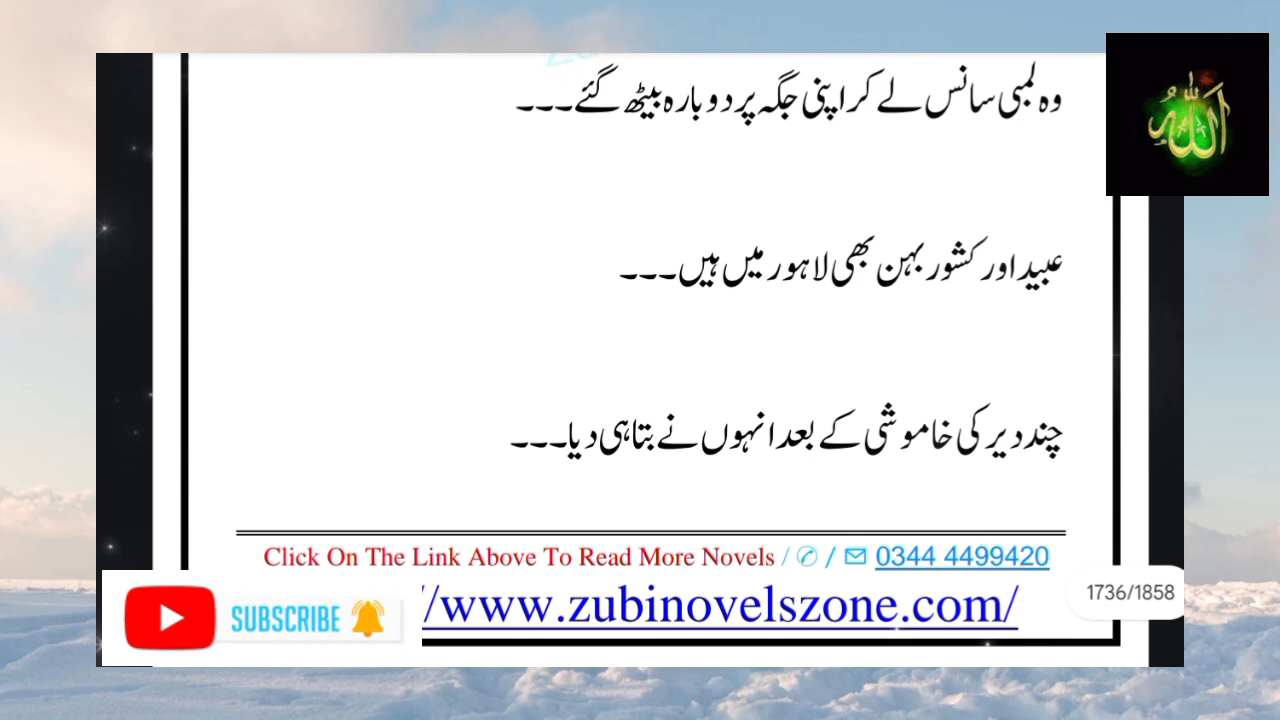 وہ لمبی سانس لے کر اپنی جگہ پر دوبارہ بیٹھ گئے۔۔۔
اللہ
عبید اور کشور بہن بھی لاہور میں ہیں۔۔۔
چند دیر کی خاموشی کے بعد انہوں نے بتا ہی دیا۔۔۔
Click On The Link Above To Read More Novels / ✆ / ✉ 0344 4499420
//www.zubinovelszone.com/
1736/1858
SUBSCRIBE